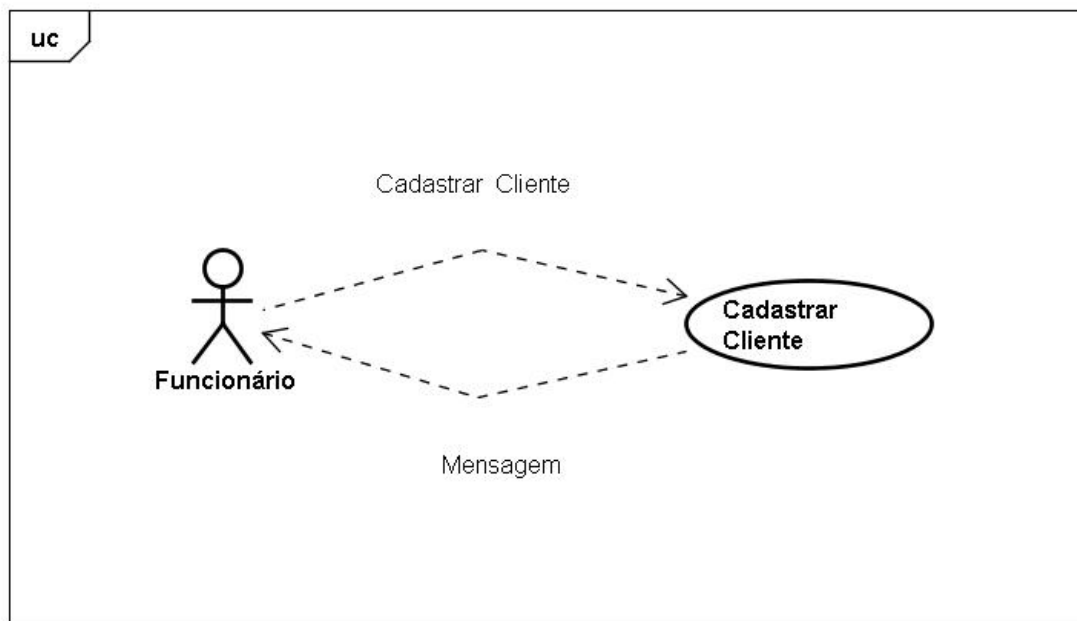 uc
Cadastrar Cliente
Cadastrar
Cliente
Funcionário
Mensagem